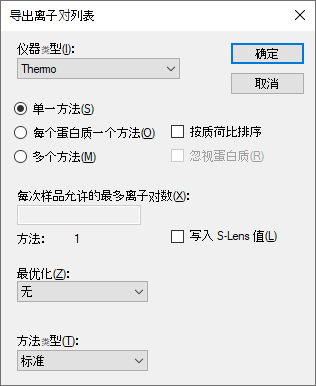 导出离子对列表
仪器类型(I):
Thermo
确定
取消
单一方法(S)
每个蛋白质一个方法(O)
按质荷比排序
多个方法(M)
忽视蛋白质(R)
每次样品允许的最多离子对数(X):
方法: 1
写入 S-Lens 值(L)
最优化(Z):
无
方法类型(T):
标准